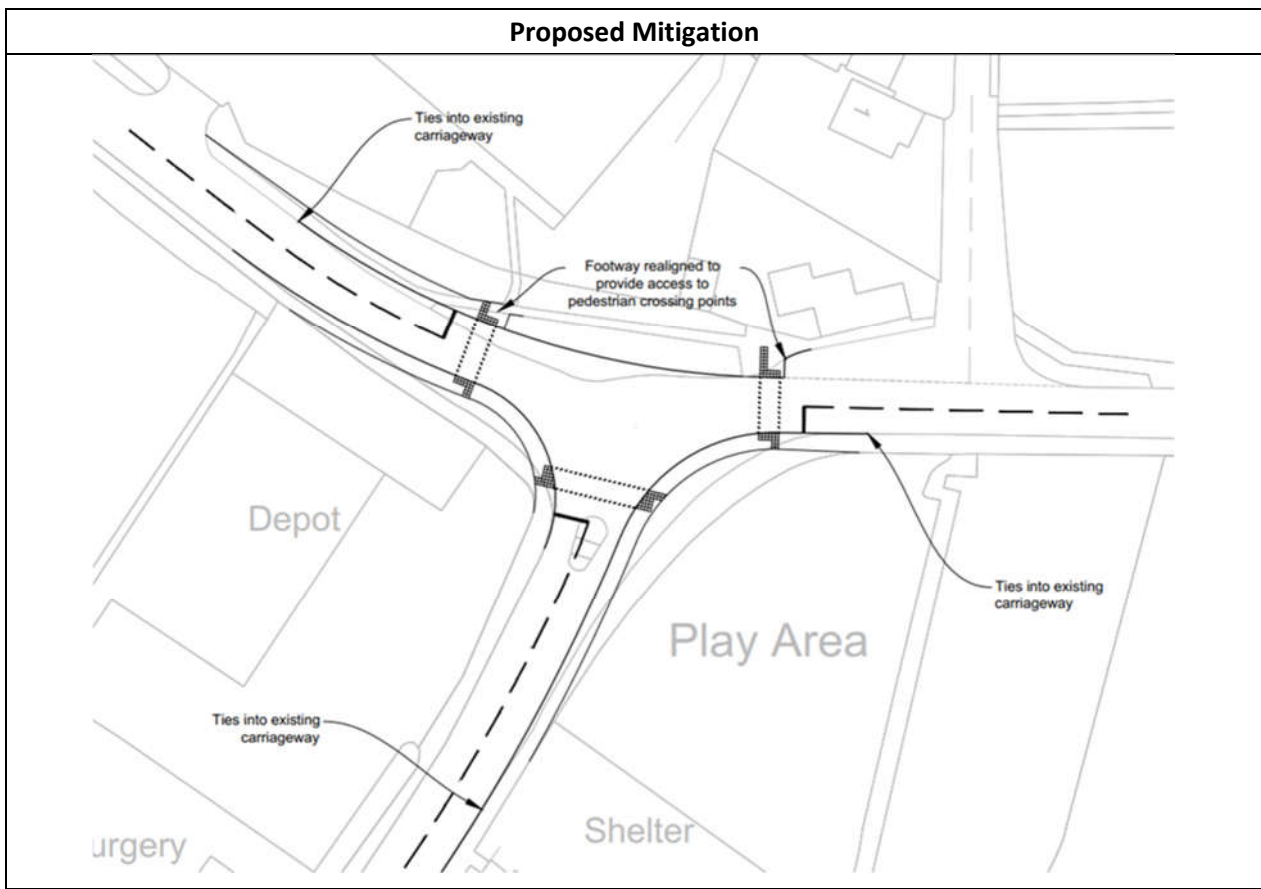 Proposed Mitigation
Ties into existing
carriageway
1
Footway realigned to
provide access to
pedestrian crossing points
Depot
Ties into existing
carriageway
Play Area
Ties into existing
carriageway
Shelter
urgery